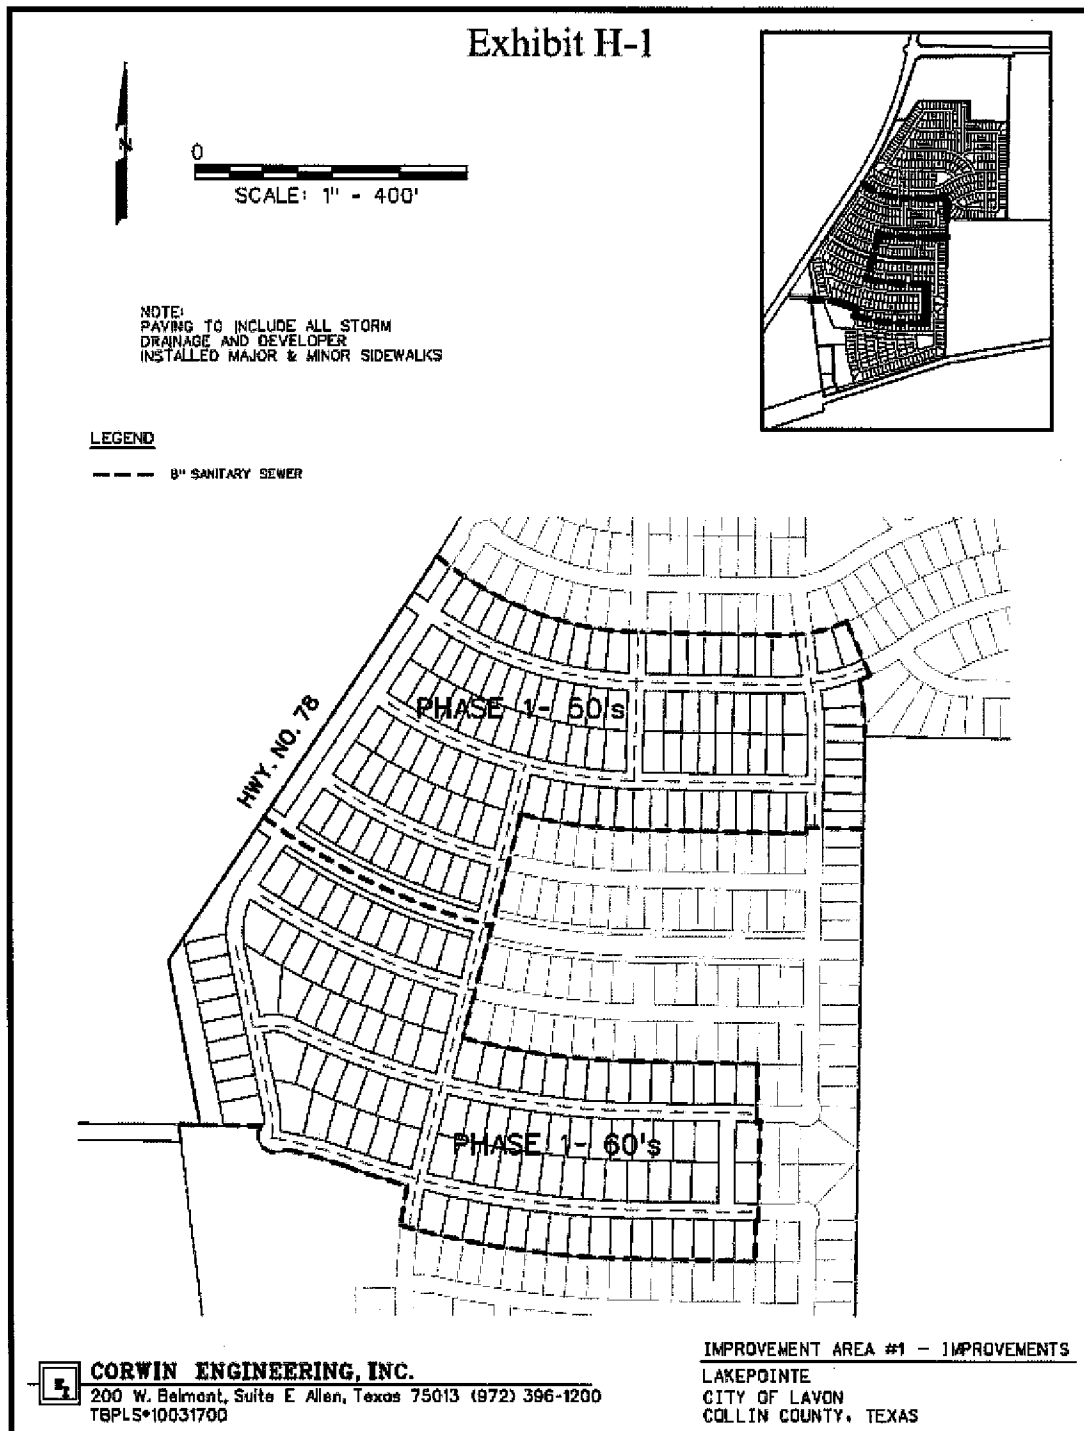 Exhibit H-1
N
0
SCALE: 1" - 400'
NOTE:
PAVING TO INCLUDE ALL STORM
DRAINAGE AND DEVELOPER
INSTALLED MAJOR & MINOR SIDEWALKS
LEGEND
8" SANITARY SEWER
HWY. NO. 78
PHASE 1- 50's
PHASE 1- 60's
CORWIN ENGINEERING, INC.
200 W. Belmont, Suite E Allen, Texas 75013 (972) 396-1200
TBPLS#10031700
IMPROVEMENT AREA #1 - IMPROVEMENTS
LAKEPOINTE
CITY OF LAVON
COLLIN COUNTY, TEXAS